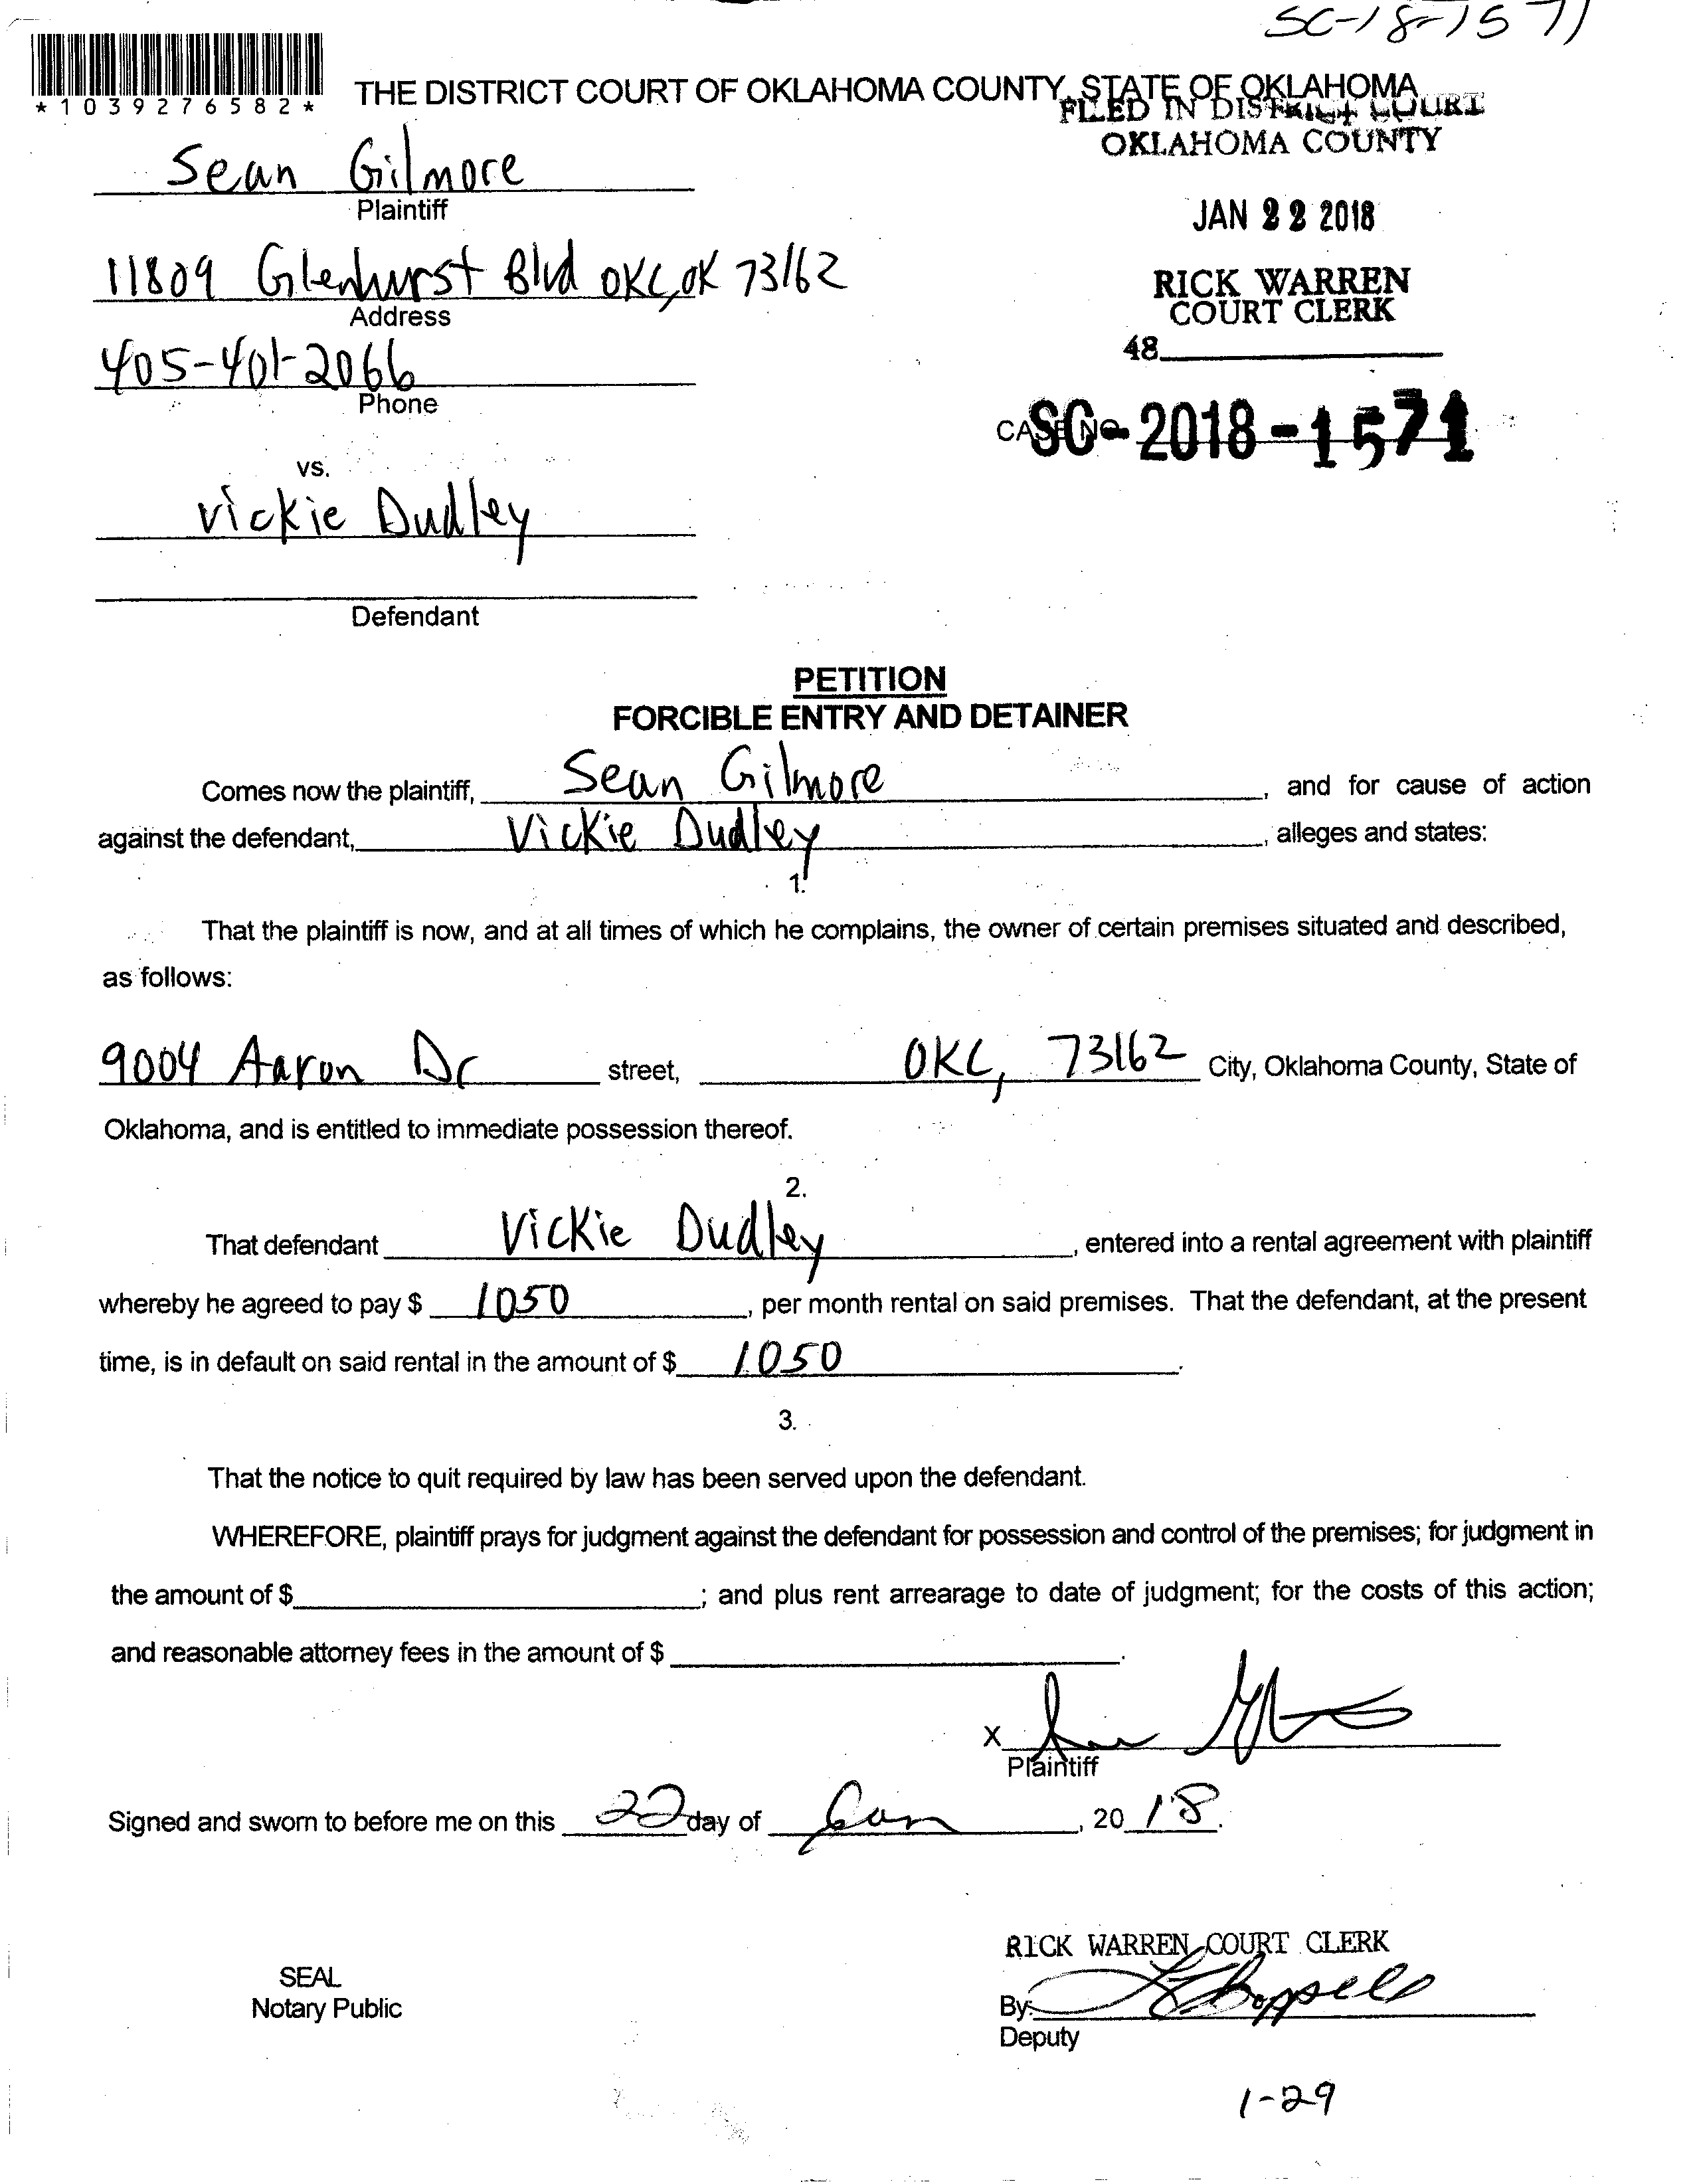 SC-18-1571
*1039276582*
THE DISTRICT COURT OF OKLAHOMA COUNTY, STATE OF OKLAHOMA
FILED IN DISTRICT COURT
OKLAHOMA COUNTY
Sean Gilmore
Plaintiff
JAN 22 2018
11809 Glenhurst Blvd OKC, OK 73162
Address
RICK WARREN
COURT CLERK
405-401-2066
Phone
48
CASE NO.
SC-2018-1571
vs.
Vickie Dudley
Defendant
PETITION
FORCIBLE ENTRY AND DETAINER
Comes now the plaintiff, Sean Gilmore, and for cause of action
against the defendant, Vickie Dudley, alleges and states:
1.
That the plaintiff is now, and at all times of which he complains, the owner of certain premises situated and described,
as follows:
9004 Aaron Dr street, OKC, 73162 City, Oklahoma County, State of
Oklahoma, and is entitled to immediate possession thereof.
2.
That defendant Vickie Dudley, entered into a rental agreement with plaintiff
whereby he agreed to pay $ 1050, per month rental on said premises. That the defendant, at the present
time, is in default on said rental in the amount of $ 1050.
3.
That the notice to quit required by law has been served upon the defendant.
WHEREFORE, plaintiff prays for judgment against the defendant for possession and control of the premises; for judgment in
the amount of $; and plus rent arrearage to date of judgment; for the costs of this action;
and reasonable attorney fees in the amount of $.
X
Plaintiff
Signed and sworn to before me on this 22 day of Jan, 2018.
RICK WARREN COURT CLERK
SEAL
Notary Public
By:
Deputy
1-29